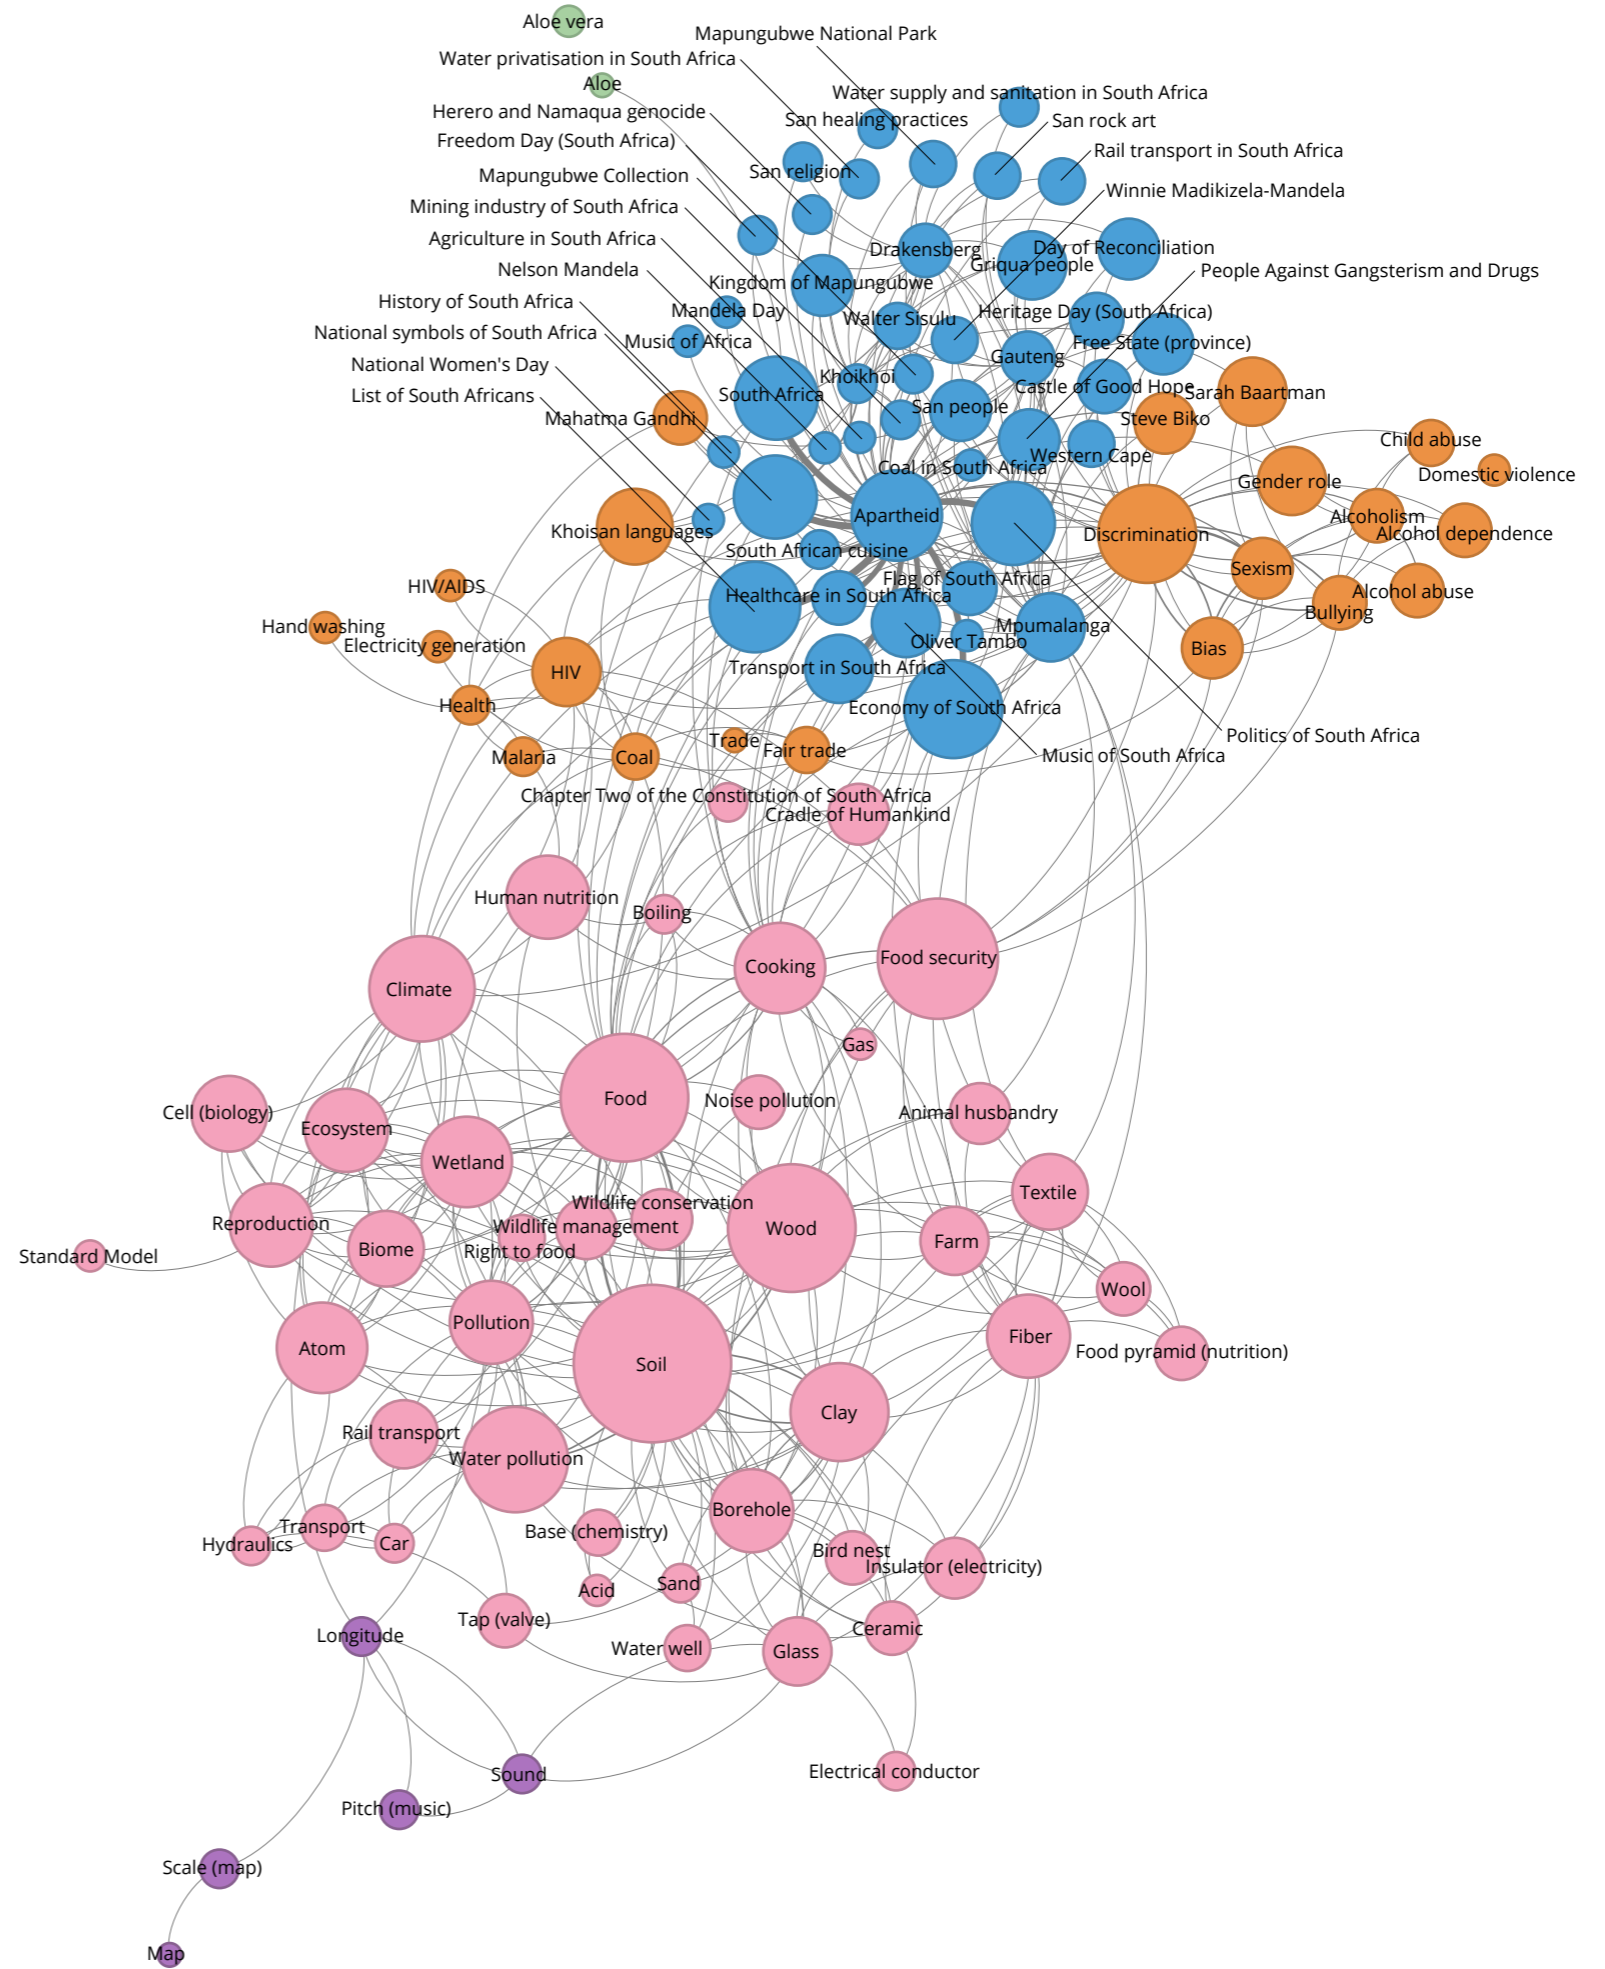 Aloe vera
Mapungubwe National Park
Water privatisation in South Africa
Aloe
Water supply and sanitation in South Africa
Herero and Namaqua genocide
San healing practices
San rock art
Freedom Day (South Africa)
Rail transport in South Africa
San religion
Mapungubwe Collection
Winnie Madikizela-Mandela
Mining industry of South Africa
Agriculture in South Africa
Drakensberg
Day of Reconciliation
Griqua people
Nelson Mandela
People Against Gangsterism and Drugs
Kingdom of Mapungubwe
History of South Africa
Mandela Day
Heritage Day (South Africa)
Walter Sisulu
National symbols of South Africa
Music of Africa
Free State (province)
Gauteng
National Women's Day
Khoikhoi
Castle of Good Hope
List of South Africans
South Africa
Sarah Baartman
San people
Mahatma Gandhi
Steve Biko
Child abuse
Western Cape
Coal in South Africa
Domestic violence
Gender role
Apartheid
Alcoholism
Khoisan languages
Discrimination
Alcohol dependence
South African cuisine
Sexism
Flag of South Africa
HIV/AIDS
Healthcare in South Africa
Alcohol abuse
Bullying
Hand washing
Mpumalanga
Electricity generation
Oliver Tambo
Bias
HIV
Transport in South Africa
Health
Economy of South Africa
Politics of South Africa
Trade
Fair trade
Malaria
Coal
Music of South Africa
Chapter Two of the Constitution of South Africa
Cradle of Humankind
Human nutrition
Boiling
Food security
Cooking
Climate
Gas
Food
Noise pollution
Cell (biology)
Animal husbandry
Ecosystem
Wetland
Textile
Wildlife conservation
Reproduction
Wildlife management
Wood
Farm
Biome
Right to food
Standard Model
Wool
Pollution
Fiber
Atom
Food pyramid (nutrition)
Soil
Clay
Rail transport
Water pollution
Borehole
Transport
Base (chemistry)
Hydraulics
Car
Bird nest
Insulator (electricity)
Acid
Sand
Tap (valve)
Ceramic
Longitude
Water well
Glass
Sound
Electrical conductor
Pitch (music)
Scale (map)
Map